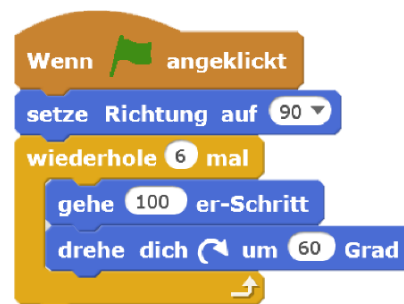 Wenn angeklickt
setze Richtung auf 90
wiederhole 6 mal
gehe 100 er-Schritt
drehe dich um 60 Grad